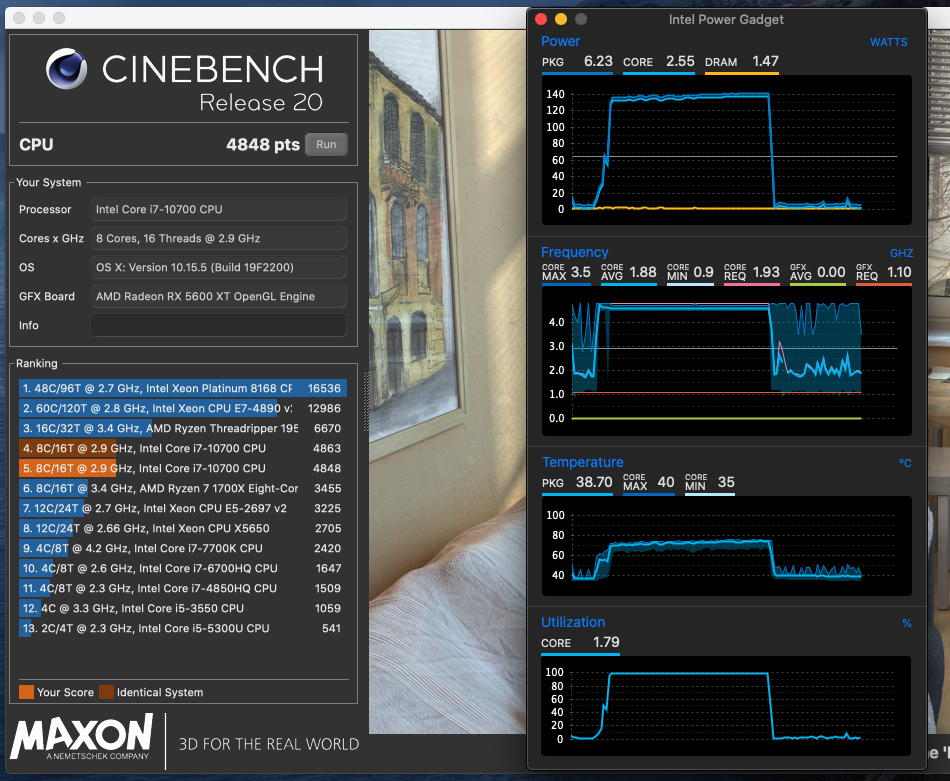 CINEBENCH
Release 20
CPU 4848 pts Run
Your System
Processor Intel Core i7-10700 CPU
Cores x GHz 8 Cores, 16 Threads @ 2.9 GHz
OS OS X: Version 10.15.5 (Build 19F2200)
GFX Board AMD Radeon RX 5600 XT OpenGL Engine
Info
Ranking
1. 48C/96T @ 2.7 GHz, Intel Xeon Platinum 8168 CF 16536
2. 60C/120T @ 2.8 GHz, Intel Xeon CPU E7-4890 v 12986
3. 16C/32T @ 3.4 GHz, AMD Ryzen Threadripper 195 6670
4. 8C/16T @ 2.9 GHz, Intel Core i7-10700 CPU 4863
5. 8C/16T @ 2.9 GHz, Intel Core i7-10700 CPU 4848
6. 8C/16T @ 3.4 GHz, AMD Ryzen 7 1700X Eight-Cor 3455
7. 12C/24T @ 2.7 GHz, Intel Xeon CPU E5-2697 v2 3225
8. 12C/24T @ 2.66 GHz, Intel Xeon CPU X5650 2705
9. 4C/8T @ 4.2 GHz, Intel Core i7-7700K CPU 2420
10. 4C/8T @ 2.6 GHz, Intel Core i7-6700HQ CPU 1647
11. 4C/8T @ 2.3 GHz, Intel Core i7-4850HQ CPU 1509
12. 4C @ 3.3 GHz, Intel Core i5-3550 CPU 1059
13. 2C/4T @ 2.3 GHz, Intel Core i5-5300U CPU 541
Your Score Identical System
MAXON
A NEMETSCHEK COMPANY
3D FOR THE REAL WORLD
Intel Power Gadget
Power WATTS
PKG 6.23 CORE 2.55 DRAM 1.47
140
120
100
80
60
40
20
0
Frequency GHZ
CORE MAX 3.5 CORE AVG 1.88 CORE MIN 0.9 CORE REQ 1.93 GFX AVG 0.00 GFX REQ 1.10
4.0
3.0
2.0
1.0
0.0
Temperature °C
PKG 38.70 CORE MAX 40 CORE MIN 35
100
80
60
40
Utilization %
CORE 1.79
100
80
60
40
20
0